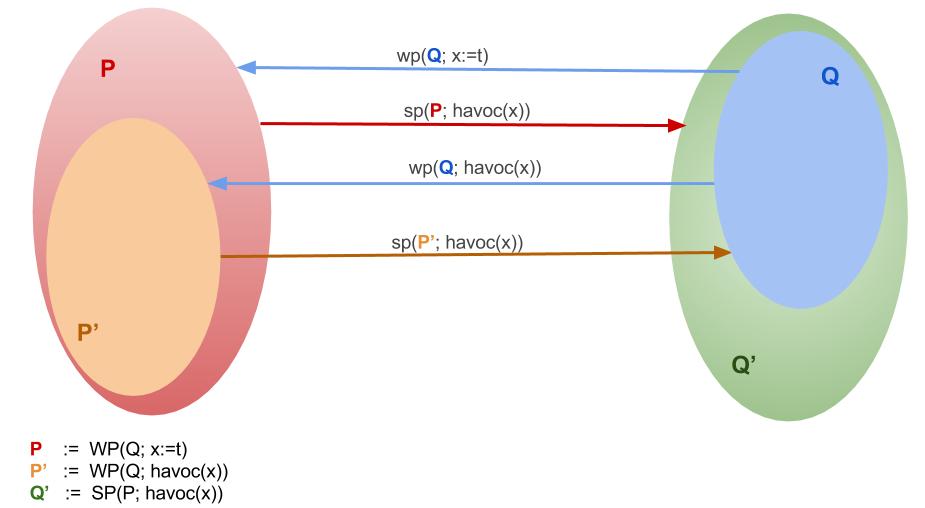 P
Q
wp(Q; x:=t)
sp(P; havoc(x))
wp(Q; havoc(x))
sp(P’; havoc(x))
P’
Q’
P := WP(Q; x:=t)
P’ := WP(Q; havoc(x))
Q’ := SP(P; havoc(x))